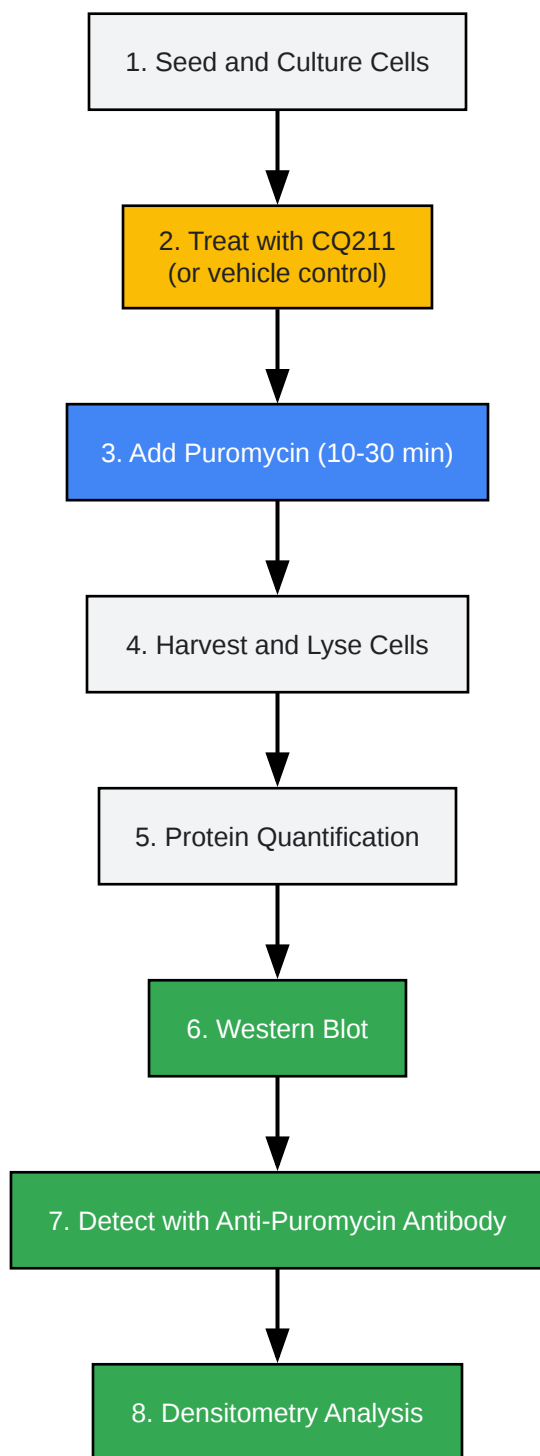 1. Seed and Culture Cells
2. Treat with CQ211
(or vehicle control)
3. Add Puromycin (10-30 min)
4. Harvest and Lyse Cells
5. Protein Quantification
6. Western Blot
7. Detect with Anti-Puromycin Antibody
8. Densitometry Analysis